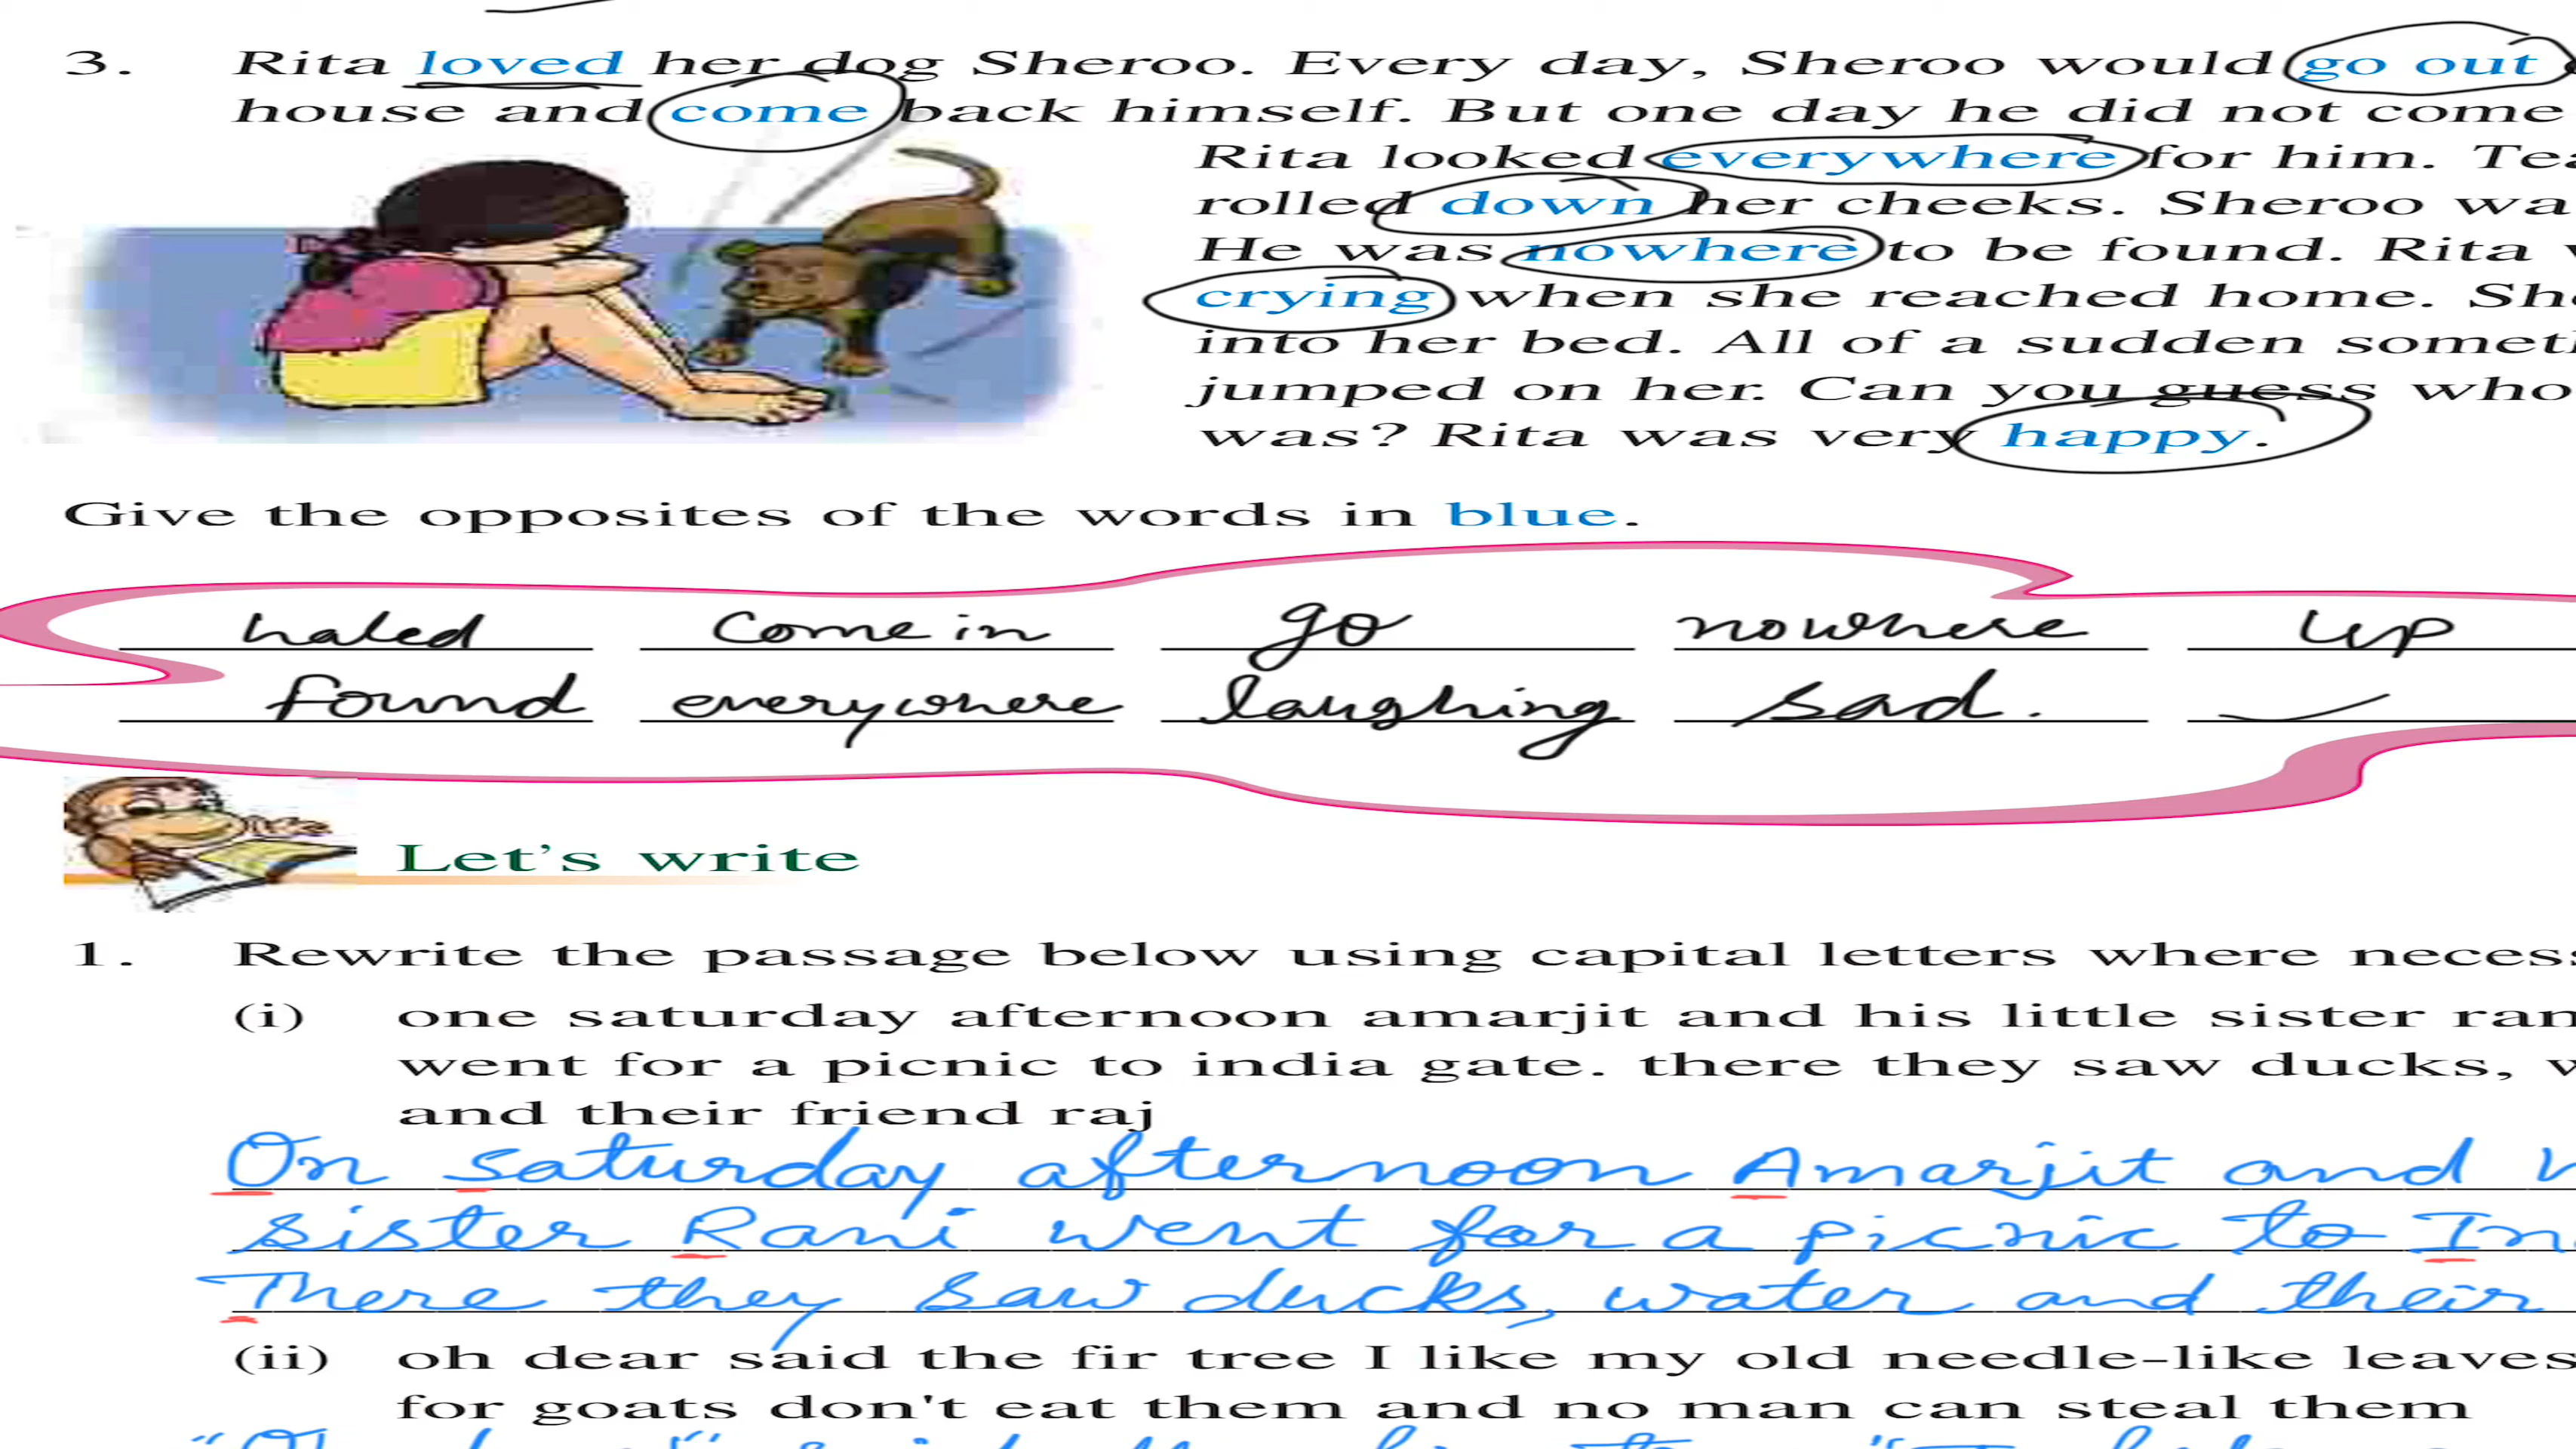 3. Rita loved her dog Sheroo. Every day, Sheroo would go out
house and come back himself. But one day he did not come
Rita looked everywhere for him.
rolled down her cheeks. Sheroo
He was nowhere to be found. Rita
crying when she reached home.
into her bed. All of a sudden
jumped on her. Can you guess who
was? Rita was very happy.
Give the opposites of the words in blue.
hated Come in go nowhere up
found everywhere laughing sad.
Let's write
1. Rewrite the passage below using capital letters where
(i) one saturday afternoon amarjit and his little sister
went for a picnic to india gate. there they saw ducks,
and their friend raj
On saturday afternoon Amarjit and
sister Rani went for a picnic to
There they saw ducks, water and their
(ii) oh dear said the fir tree I like my old needle-like leaves
for goats don't eat them and no man can steal them